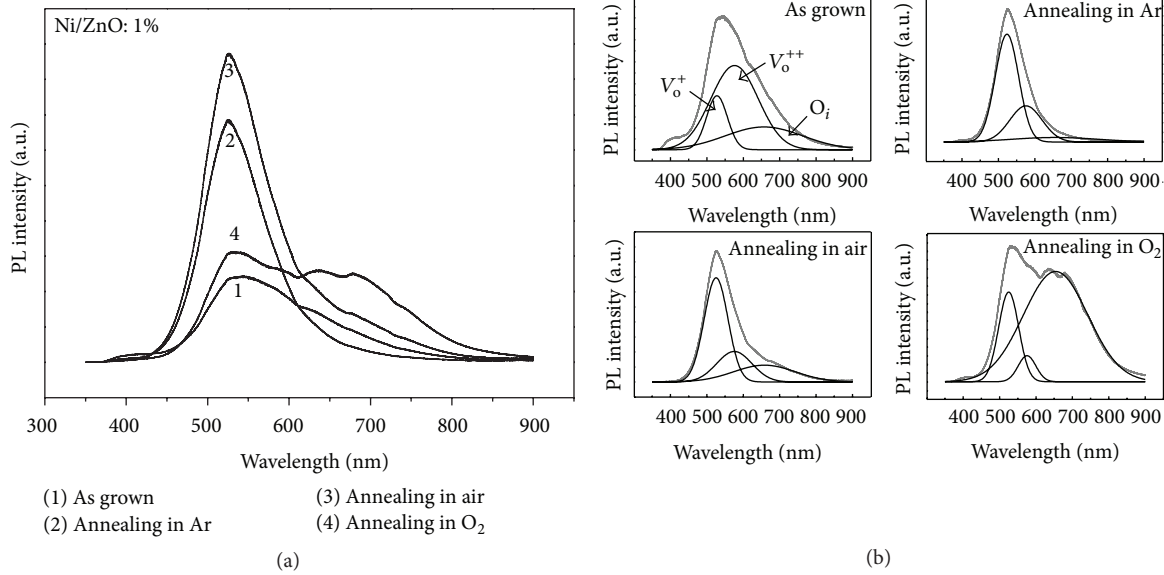 Ni/ZnO: 1%
3
2
4
1
PL intensity (a.u.)
300 400 500 600 700 800 900
Wavelength (nm)
(1) As grown
(2) Annealing in Ar
(3) Annealing in air
(4) Annealing in O₂
(a)
As grown
Vₒ⁺
Vₒ⁺⁺
Oᵢ
PL intensity (a.u.)
400 500 600 700 800 900
Wavelength (nm)
Annealing in Ar
PL intensity (a.u.)
400 500 600 700 800 900
Wavelength (nm)
Annealing in air
PL intensity (a.u.)
400 500 600 700 800 900
Wavelength (nm)
Annealing in O₂
PL intensity (a.u.)
400 500 600 700 800 900
Wavelength (nm)
(b)